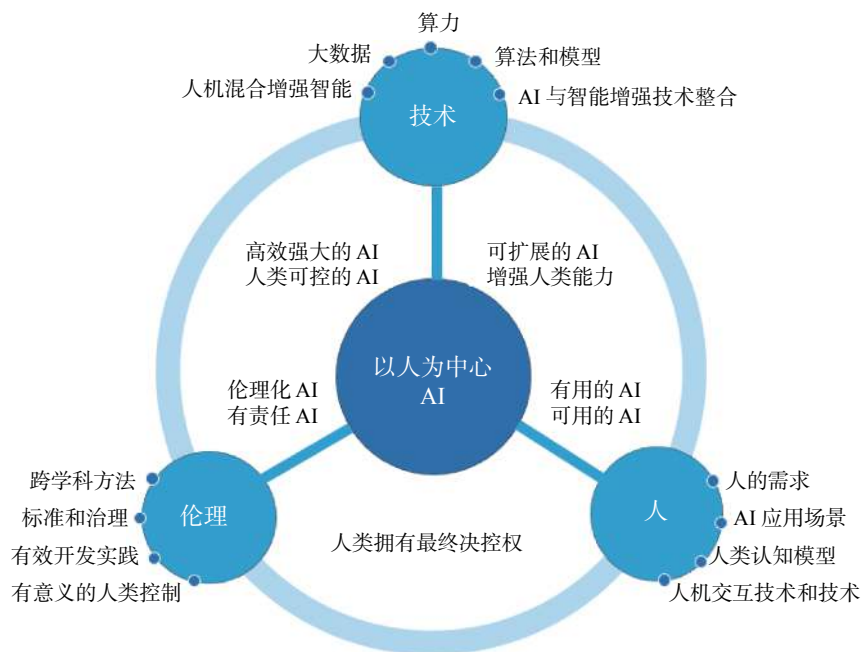 算力
大数据
算法和模型
人机混合增强智能
AI 与智能增强技术整合
技术
高效强大的 AI
人类可控的 AI
可扩展的 AI
增强人类能力
以人为中心
AI
伦理化 AI
有责任 AI
有用的 AI
可用的 AI
跨学科方法
标准和治理
有效开发实践
有意义的人类控制
伦理
人类拥有最终决控权
人
人的需求
AI 应用场景
人类认知模型
人机交互技术和技术